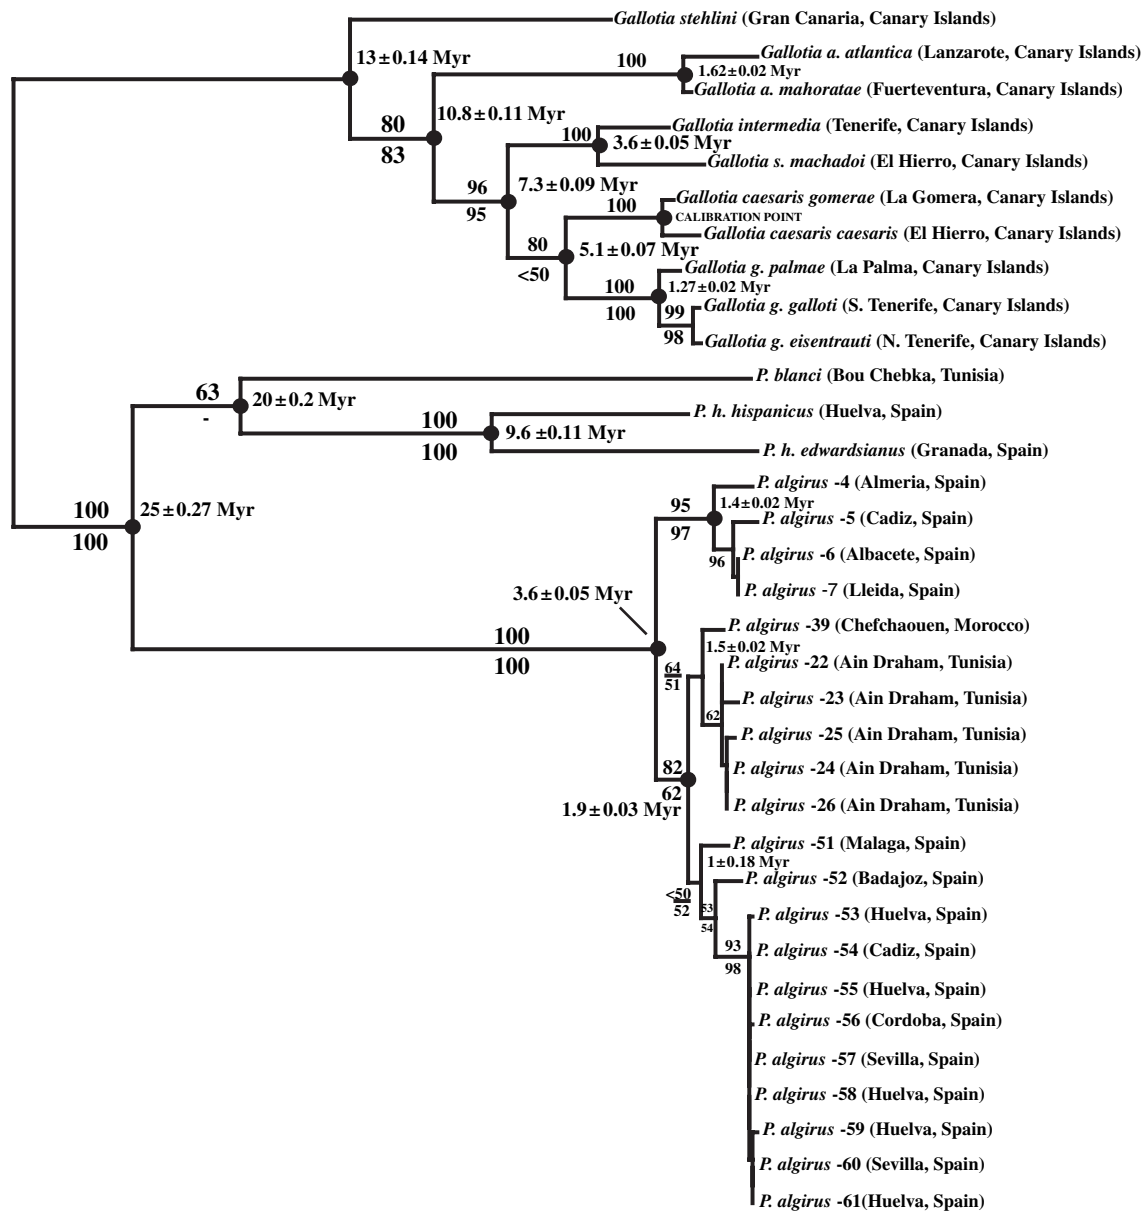 Gallotia stehlini (Gran Canaria, Canary Islands)
13±0.14 Myr
Gallotia a. atlantica (Lanzarote, Canary Islands)
100
1.62±0.02 Myr
Gallotia a. mahoratae (Fuerteventura, Canary Islands)
10.8±0.11 Myr
80
83
Gallotia intermedia (Tenerife, Canary Islands)
100
3.6±0.05 Myr
Gallotia s. machadoi (El Hierro, Canary Islands)
96
95
7.3±0.09 Myr
Gallotia caesaris gomerae (La Gomera, Canary Islands)
100
CALIBRATION POINT
Gallotia caesaris caesaris (El Hierro, Canary Islands)
80
<50
5.1±0.07 Myr
Gallotia g. palmae (La Palma, Canary Islands)
100
100
1.27±0.02 Myr
Gallotia g. galloti (S. Tenerife, Canary Islands)
99
98
Gallotia g. eisentrauti (N. Tenerife, Canary Islands)
P. blanci (Bou Chebka, Tunisia)
63
-
20±0.2 Myr
P. h. hispanicus (Huelva, Spain)
100
100
9.6 ±0.11 Myr
P. h. edwardsianus (Granada, Spain)
100
100
25±0.27 Myr
P. algirus -4 (Almeria, Spain)
95
97
1.4±0.02 Myr
P. algirus -5 (Cadiz, Spain)
96
P. algirus -6 (Albacete, Spain)
P. algirus -7 (Lleida, Spain)
3.6±0.05 Myr
100
100
P. algirus -39 (Chefchaouen, Morocco)
1.5±0.02 Myr
64
51
P. algirus -22 (Ain Draham, Tunisia)
P. algirus -23 (Ain Draham, Tunisia)
62
P. algirus -25 (Ain Draham, Tunisia)
P. algirus -24 (Ain Draham, Tunisia)
P. algirus -26 (Ain Draham, Tunisia)
82
62
1.9±0.03 Myr
P. algirus -51 (Malaga, Spain)
1±0.18 Myr
P. algirus -52 (Badajoz, Spain)
<50
52
53
54
P. algirus -53 (Huelva, Spain)
93
98
P. algirus -54 (Cadiz, Spain)
P. algirus -55 (Huelva, Spain)
P. algirus -56 (Cordoba, Spain)
P. algirus -57 (Sevilla, Spain)
P. algirus -58 (Huelva, Spain)
P. algirus -59 (Huelva, Spain)
P. algirus -60 (Sevilla, Spain)
P. algirus -61(Huelva, Spain)